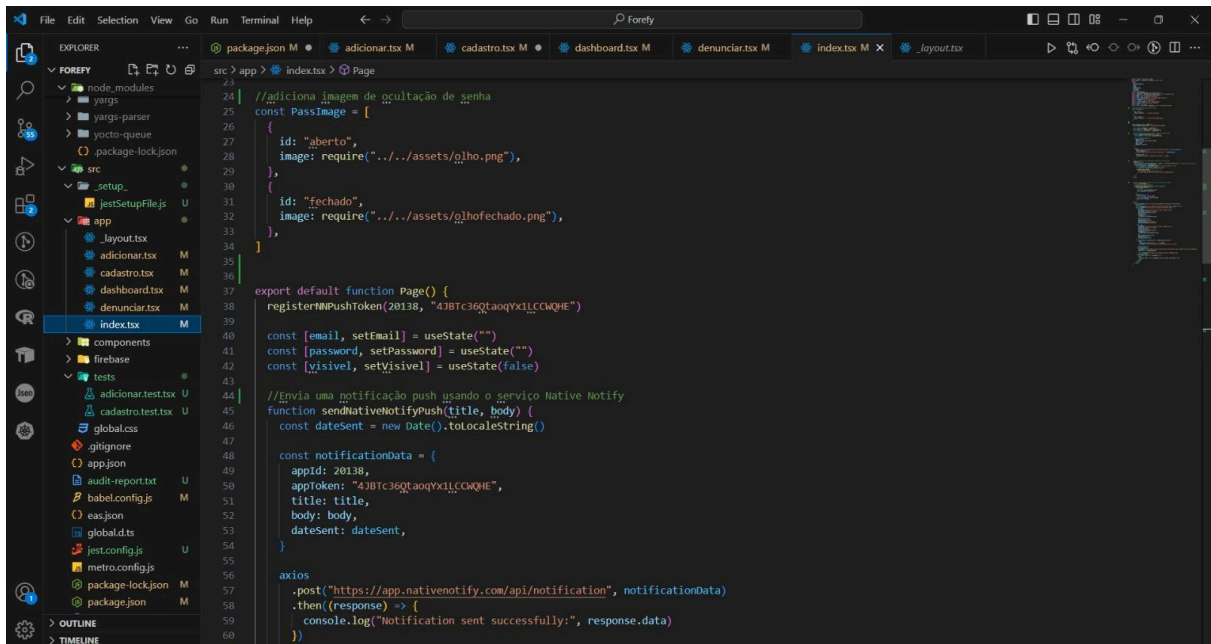 File Edit Selection View Go Run Terminal Help
Forefy
EXPLORER
package.json M
adicionar.tsx M
cadastro.tsx M
dashboard.tsx M
denunciar.tsx M
index.tsx M
_layout.tsx
FOREFY
src > app > index.tsx > Page
node_modules
yargs
yargs-parser
yocto-queue
.package-lock.json
src
_setup_
jestSetupFile.js U
app
_layout.tsx
adicionar.tsx M
cadastro.tsx M
dashboard.tsx M
denunciar.tsx M
index.tsx M
components
firebase
tests
adicionar.test.tsx U
cadastro.test.tsx U
global.css
.gitignore
app.json
audit-report.txt U
babel.config.js M
eas.json
global.d.ts
jest.config.js U
metro.config.js
package-lock.json M
package.json M
OUTLINE
TIMELINE
23
24 //adiciona imagem de ocultação de senha
25 const PassImage = [
26 {
27 id: "aberto",
28 image: require("../../assets/olho.png"),
29 },
30 {
31 id: "fechado",
32 image: require("../../assets/olhofechado.png"),
33 },
34 ]
35
36
37 export default function Page() {
38 registerNNPushToken(20138, "4JBTc36QtaoqYx1LCCWQHE")
39
40 const [email, setEmail] = useState("")
41 const [password, setPassword] = useState("")
42 const [visivel, setVisivel] = useState(false)
43
44 //Envia uma notificação push usando o serviço Native Notify
45 function sendNativeNotifyPush(title, body) {
46 const dateSent = new Date().toLocaleString()
47
48 const notificationData = {
49 appId: 20138,
50 appToken: "4JBTc36QtaoqYx1LCCWQHE",
51 title: title,
52 body: body,
53 dateSent: dateSent,
54 }
55
56 axios
57 .post("https://app.nativenotify.com/api/notification", notificationData)
58 .then((response) => {
59 console.log("Notification sent successfully:", response.data)
60 })